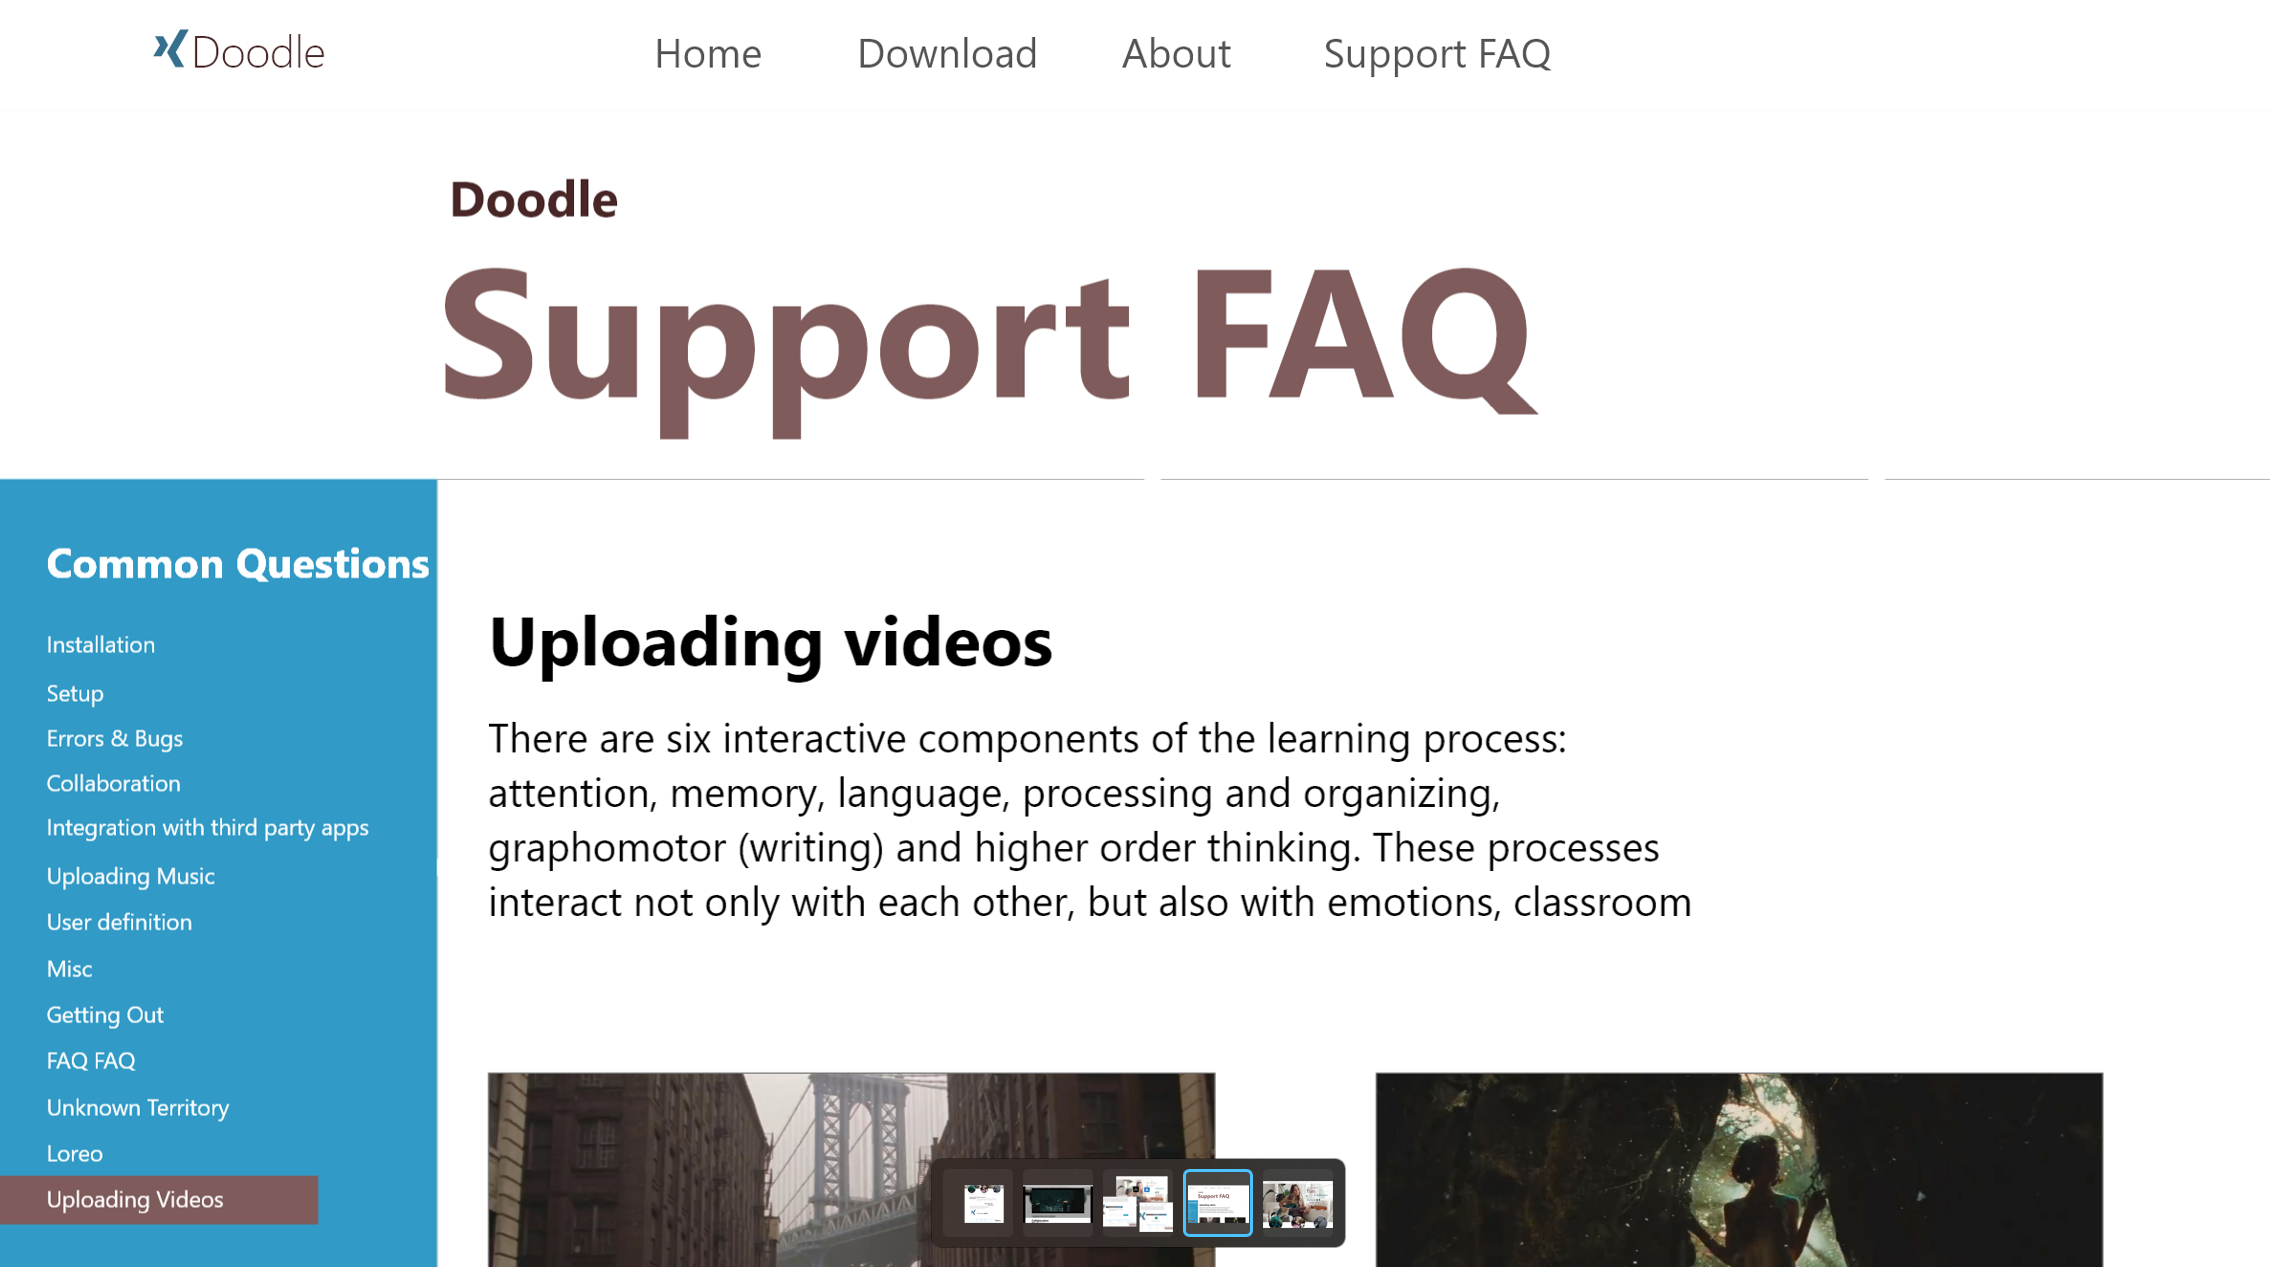 Doodle
Home
Download
About
Support FAQ
Doodle
Support FAQ
Common Questions
Installation
Setup
Errors & Bugs
Collaboration
Integration with third party apps
Uploading Music
User definition
Misc
Getting Out
FAQ FAQ
Unknown Territory
Loreo
Uploading Videos
Uploading videos
There are six interactive components of the learning process:
attention, memory, language, processing and organizing,
graphomotor (writing) and higher order thinking. These processes
interact not only with each other, but also with emotions, classroom
Support FAQ